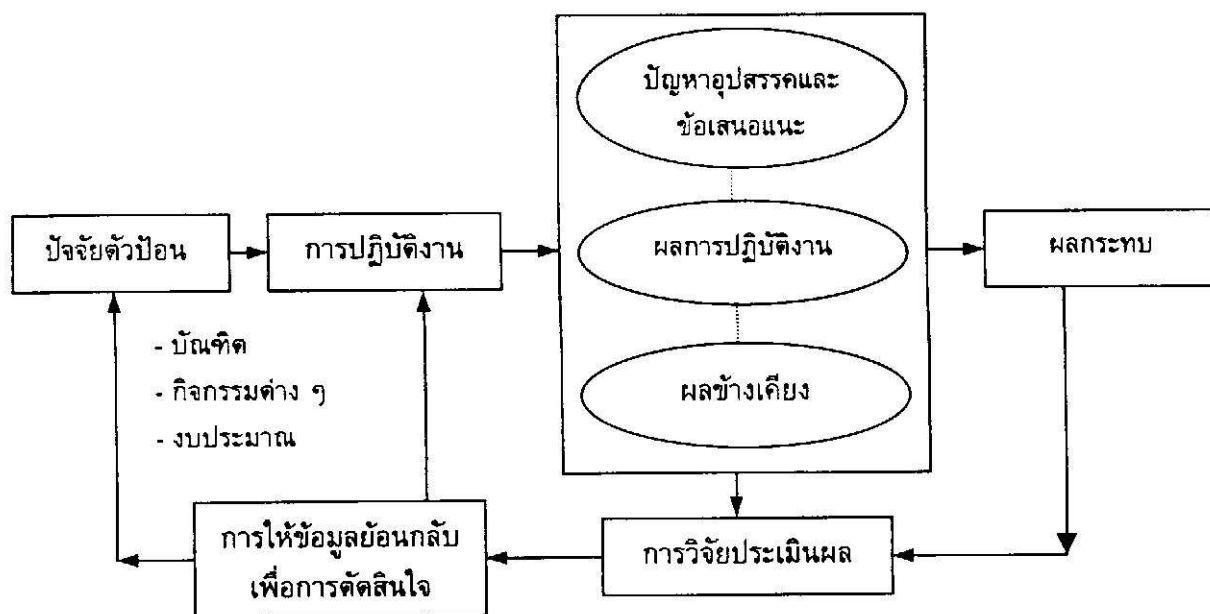 ปัญหาอุปสรรคและ
ข้อเสนอแนะ
ปัจจัยตัวป้อน
การปฏิบัติงาน
ผลการปฏิบัติงาน
ผลกระทบ
- บัณฑิต
- กิจกรรมต่าง ๆ
- งบประมาณ
ผลข้างเคียง
การให้ข้อมูลย้อนกลับ
เพื่อการตัดสินใจ
การวิจัยประเมินผล